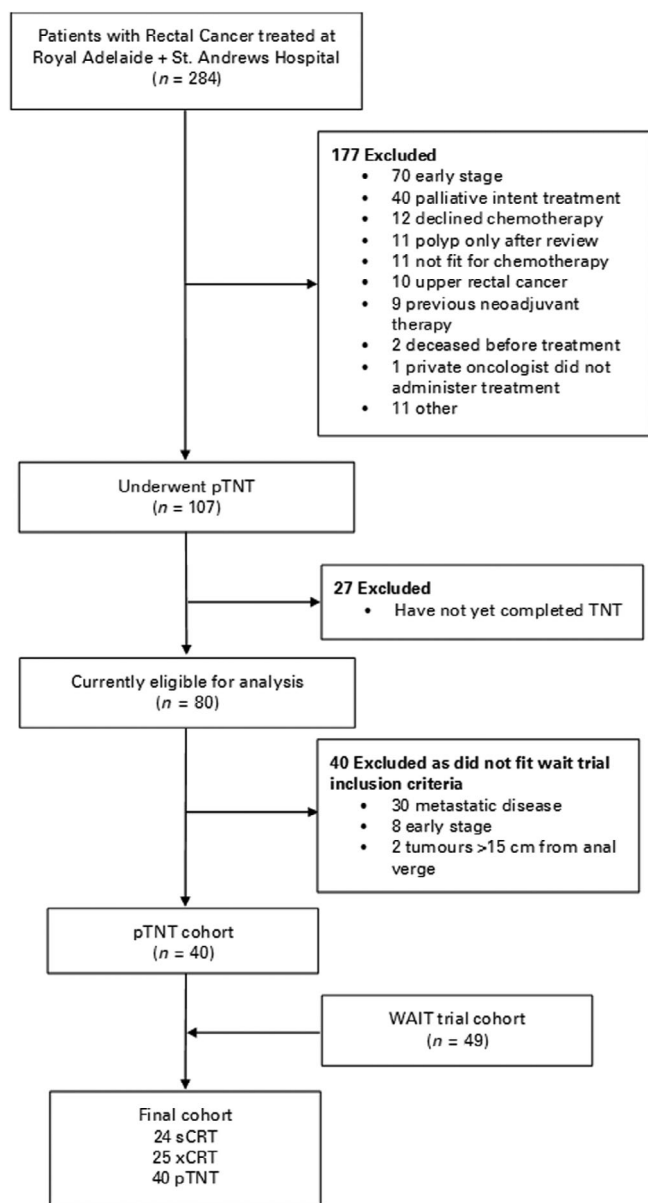 Patients with Rectal Cancer treated at
Royal Adelaide + St. Andrews Hospital
(n = 284)
177 Excluded
• 70 early stage
• 40 palliative intent treatment
• 12 declined chemotherapy
• 11 polyp only after review
• 11 not fit for chemotherapy
• 10 upper rectal cancer
• 9 previous neoadjuvant
therapy
• 2 deceased before treatment
• 1 private oncologist did not
administer treatment
• 11 other
Underwent pTNT
(n = 107)
27 Excluded
• Have not yet completed TNT
Currently eligible for analysis
(n = 80)
40 Excluded as did not fit wait trial
inclusion criteria
• 30 metastatic disease
• 8 early stage
• 2 tumours >15 cm from anal
verge
pTNT cohort
(n = 40)
WAIT trial cohort
(n = 49)
Final cohort
24 sCRT
25 xCRT
40 pTNT